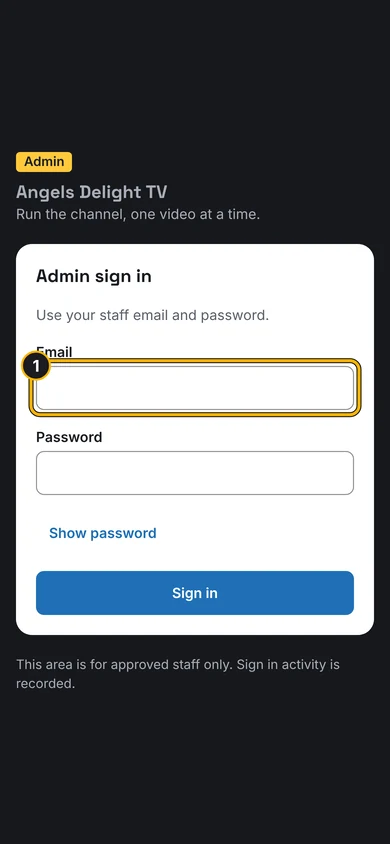 Admin
Angels Delight TV
Run the channel, one video at a time.
Admin sign in
Use your staff email and password.
Email
1
Password
Show password
Sign in
This area is for approved staff only. Sign in activity is
recorded.